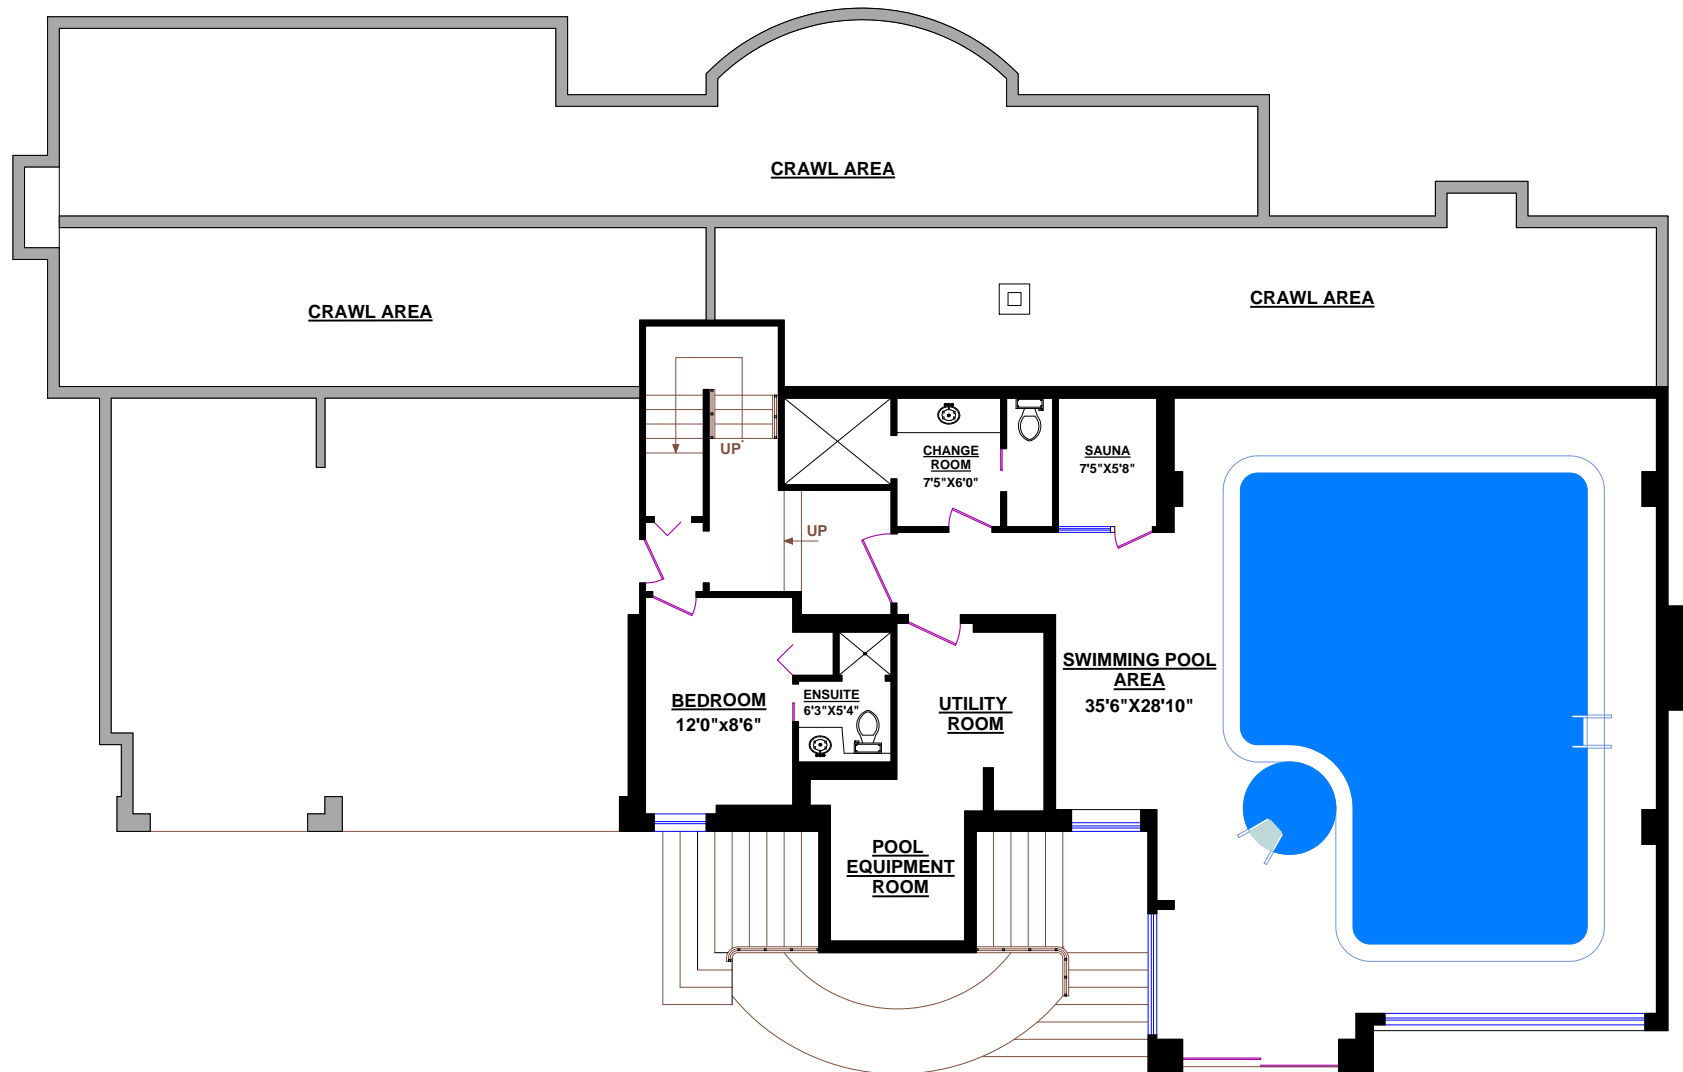 CRAWL AREA
CRAWL AREA
CRAWL AREA
UP
CHANGE
ROOM
7'5"X6'0"
SAUNA
7'5"X5'8"
UP
BEDROOM
12'0"x8'6"
ENSUITE
6'3"X5'4"
UTILITY
ROOM
SWIMMING POOL
AREA
35'6"X28'10"
POOL
EQUIPMENT
ROOM